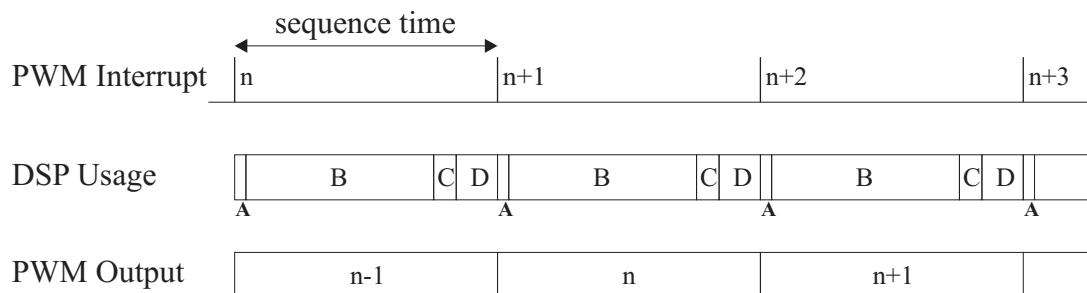 sequence time
PWM Interrupt n n+1 n+2 n+3
DSP Usage B C D B C D B C D
A A A A
PWM Output n-1 n n+1